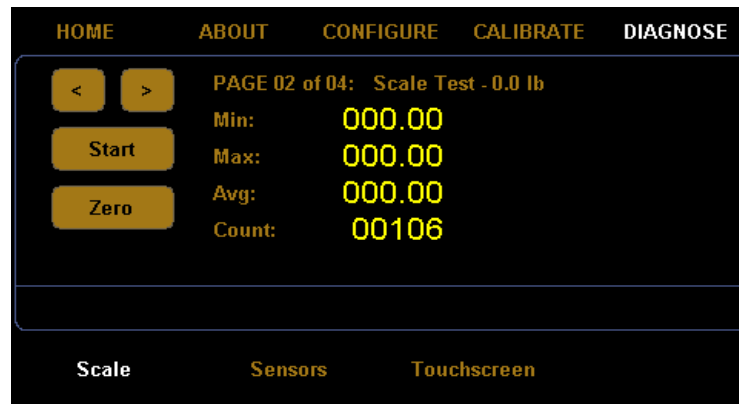 HOME ABOUT CONFIGURE CALIBRATE DIAGNOSE
< > PAGE 02 of 04: Scale Test - 0.0 lb
Min: 000.00
Start
Max: 000.00
Avg: 000.00
Zero
Count: 00106
Scale Sensors Touchscreen